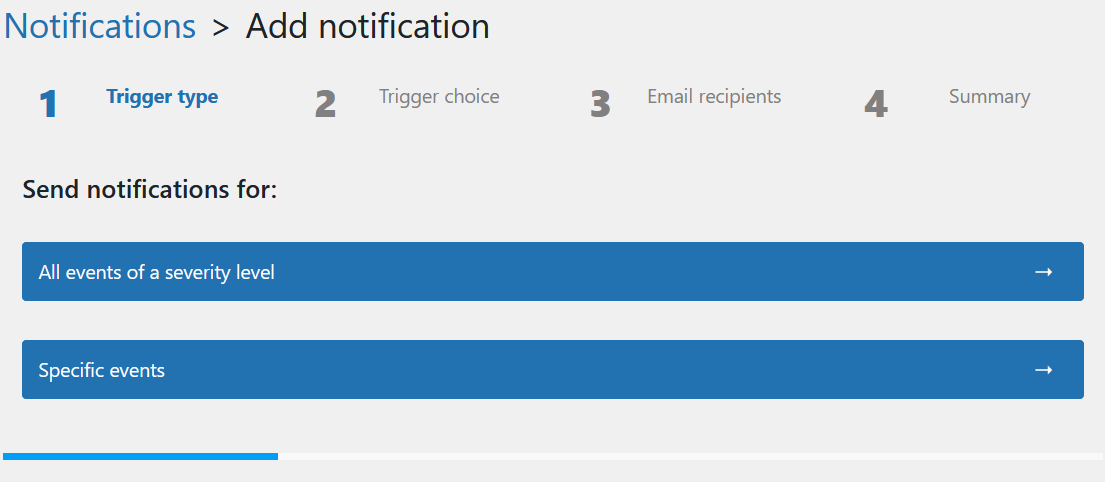 Notifications > Add notification
1 Trigger type 2 Trigger choice 3 Email recipients 4 Summary
Send notifications for:
All events of a severity level →
Specific events →